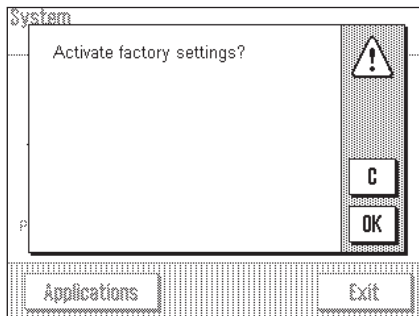 System
Activate factory settings?
C
OK
Applications
Exit